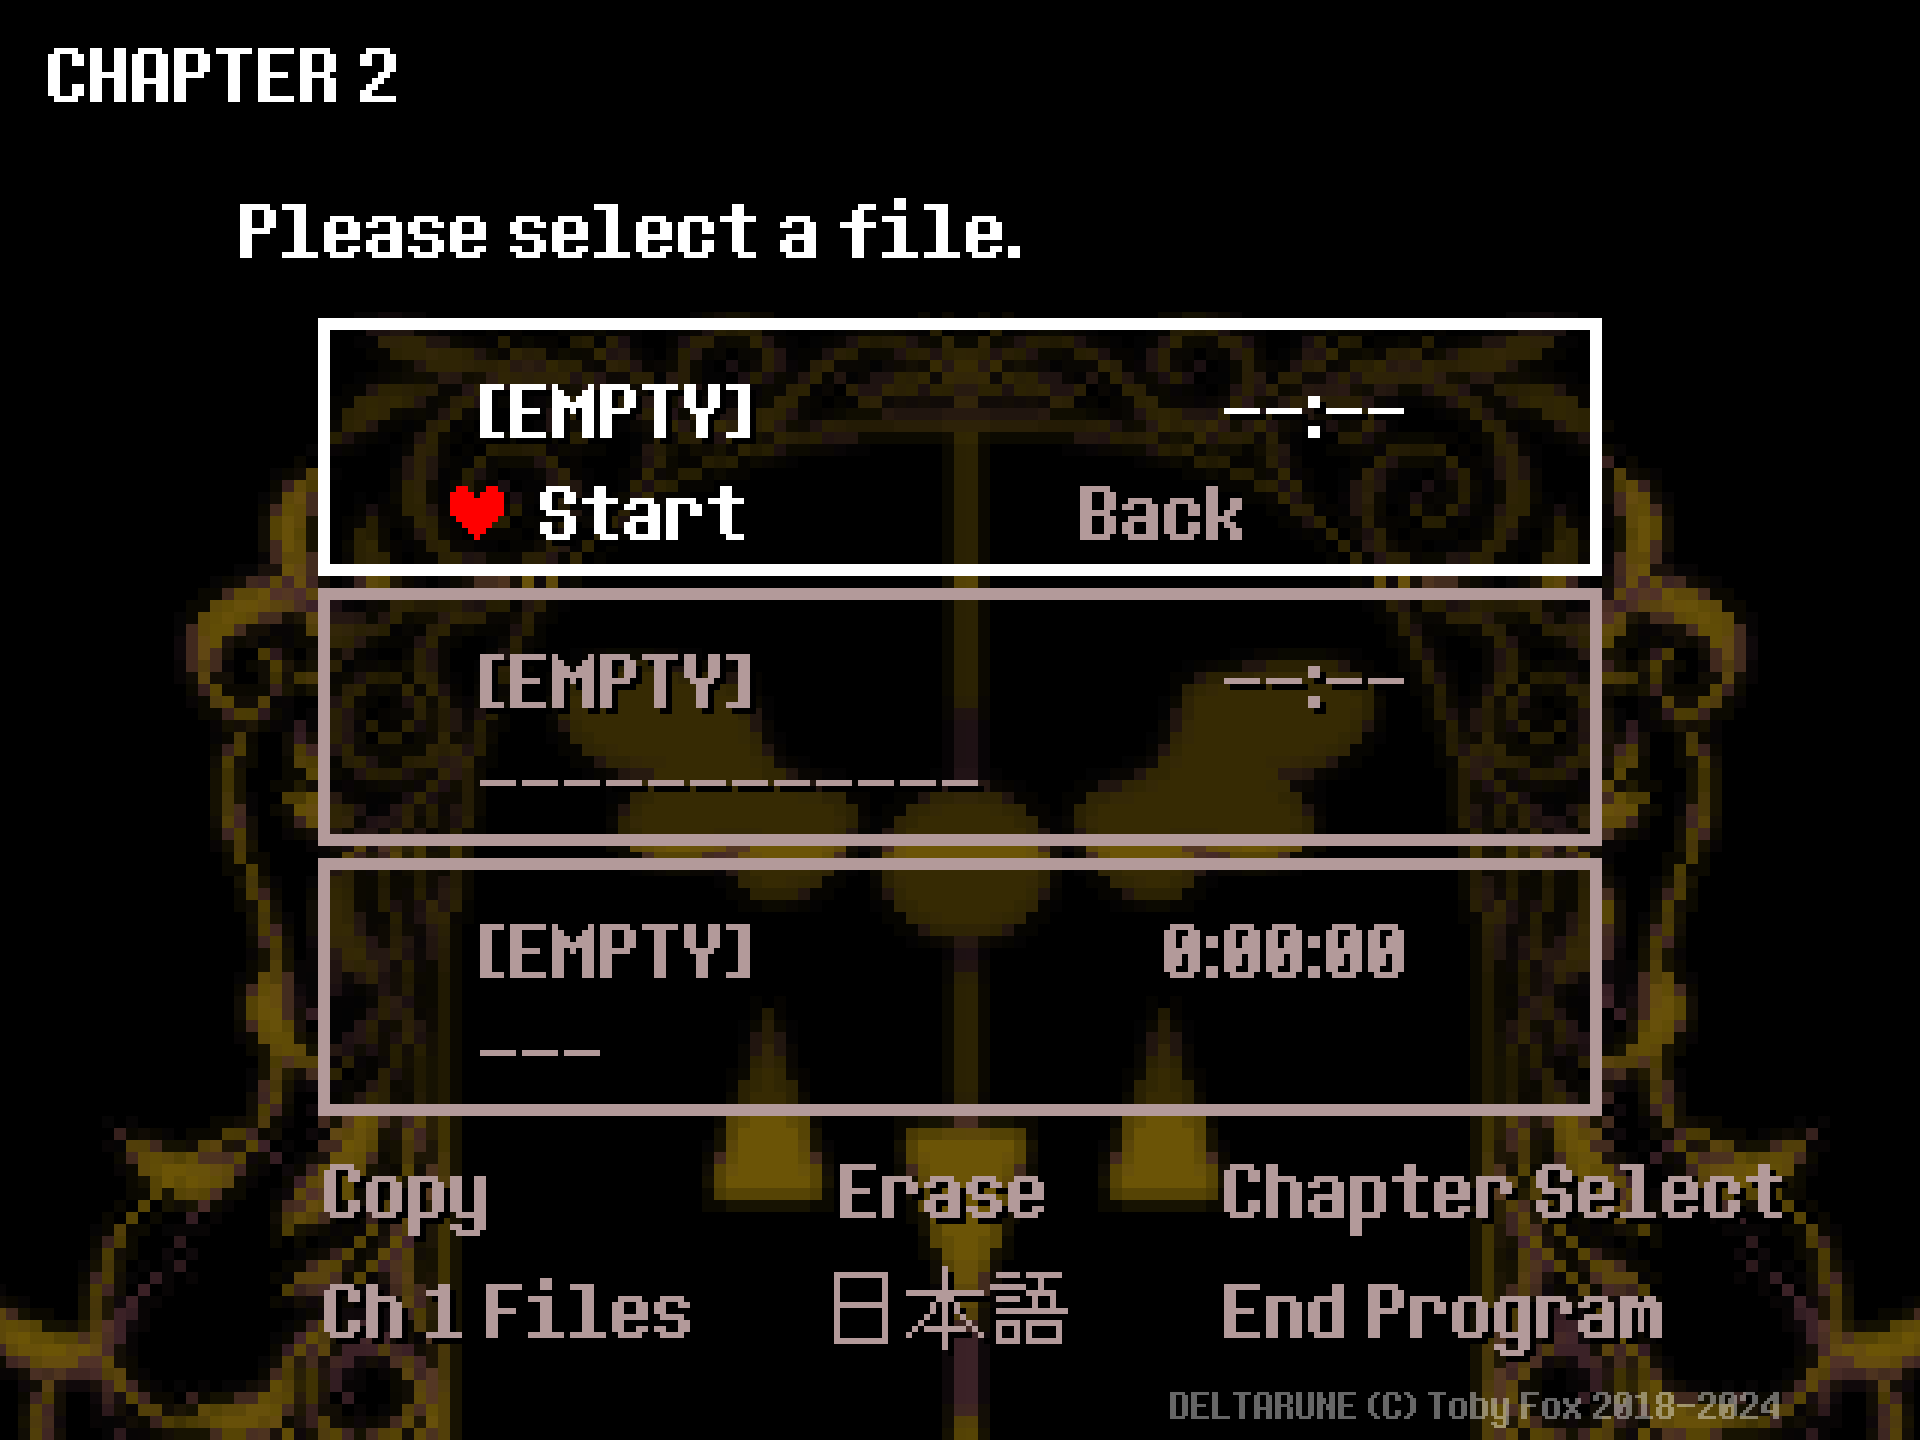 CHAPTER 2
Please select a file.
[EMPTY] --:--
Start Back
[EMPTY] --:--
------------
[EMPTY] 0:00:00
---
Copy Erase Chapter Select
Ch 1 Files 日本語 End Program
DELTARUNE (C) Toby Fox 2018-2024